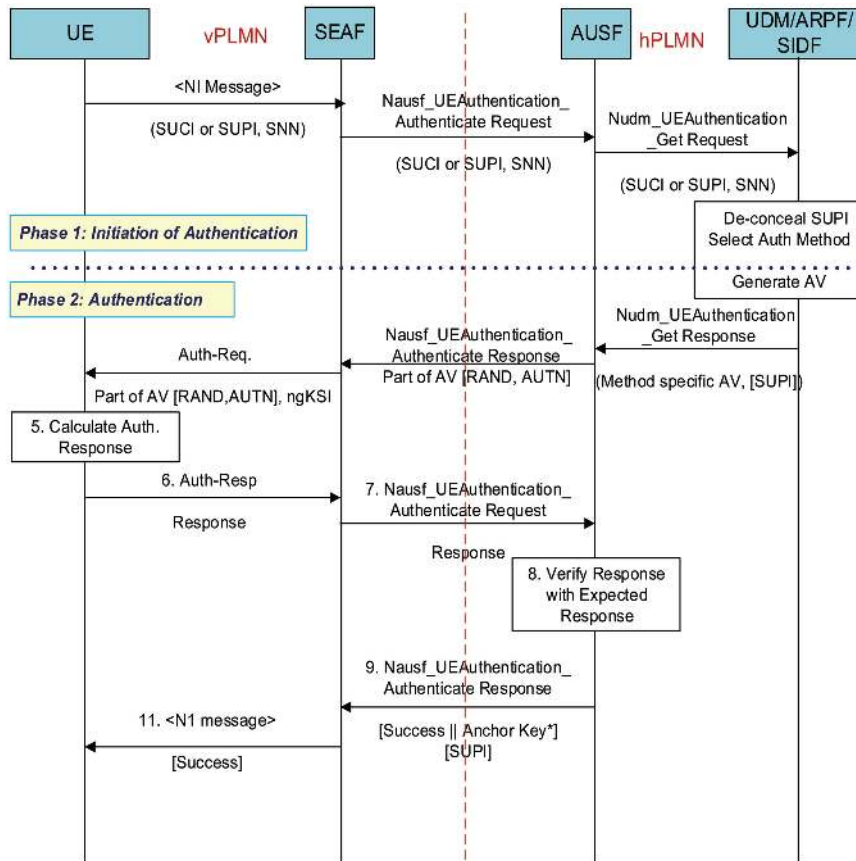 UE
vPLMN
SEAF
AUSF
hPLMN
UDM/ARPF/
SIDF
<NI Message>
(SUCI or SUPI, SNN)
Nausf_UEAuthentication_
Authenticate Request
(SUCI or SUPI, SNN)
Nudm_UEAuthentication
_Get Request
(SUCI or SUPI, SNN)
De-conceal SUPI
Select Auth Method
Phase 1: Initiation of Authentication
Generate AV
Phase 2: Authentication
Nudm_UEAuthentication
_Get Response
(Method specific AV, [SUPI])
Nausf_UEAuthentication_
Authenticate Response
Part of AV [RAND, AUTN]
Auth-Req.
Part of AV [RAND,AUTN], ngKSI
5. Calculate Auth.
Response
6. Auth-Resp
Response
7. Nausf_UEAuthentication_
Authenticate Request
Response
8. Verify Response
with Expected
Response
9. Nausf_UEAuthentication_
Authenticate Response
[Success || Anchor Key*]
[SUPI]
11. <N1 message>
[Success]